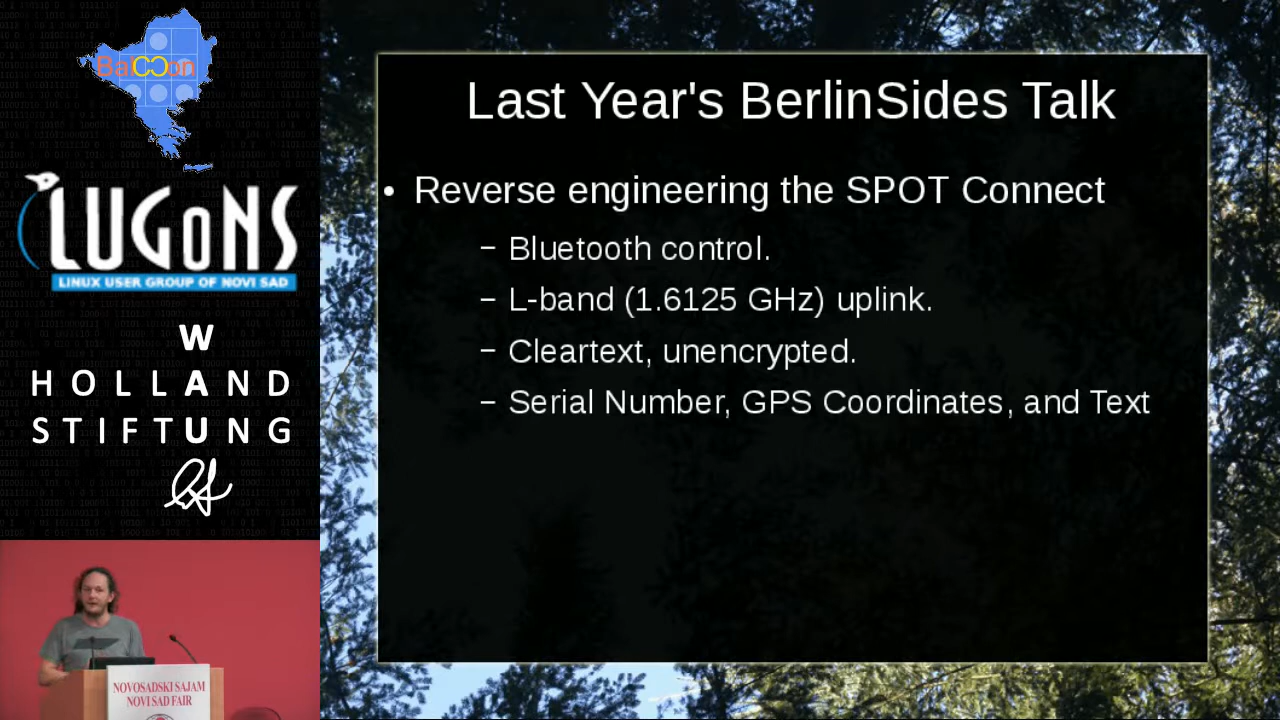 BalCCon
LUGoNS
LINUX USER GROUP OF NOVI SAD
W
HOLLAND
STIFTUNG
NOVOSADSKI SAJAM
NOVI SAD FAIR
Last Year's BerlinSides Talk
• Reverse engineering the SPOT Connect
– Bluetooth control.
– L-band (1.6125 GHz) uplink.
– Cleartext, unencrypted.
– Serial Number, GPS Coordinates, and Text